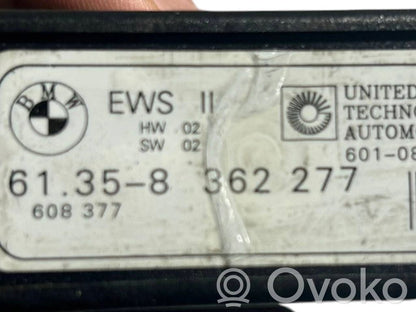 BMW
EWS II
HW 02
SW 02
UNITED
TECHNO
AUTOMO
601-08
61.35-8 362 277
608 377
Ovoko